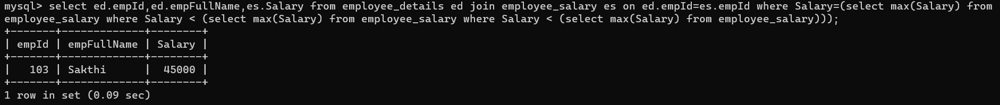 mysql> select ed.empId,ed.empFullName,es.Salary from employee_details ed join employee_salary es on ed.empId=es.empId where Salary=(select max(Salary) from
employee_salary where Salary < (select max(Salary) from employee_salary where Salary < (select max(Salary) from employee_salary)));
+-------+-------------+--------+
| empId | empFullName | Salary |
+-------+-------------+--------+
|   103 | Sakthi      |  45000 |
+-------+-------------+--------+
1 row in set (0.09 sec)